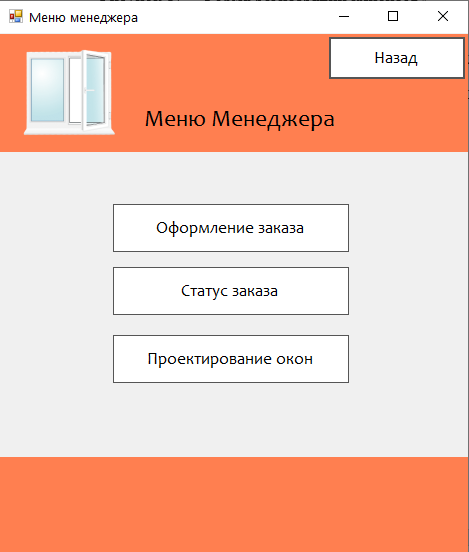 Меню менеджера
Назад
Меню Менеджера
Оформление заказа
Статус заказа
Проектирование окон